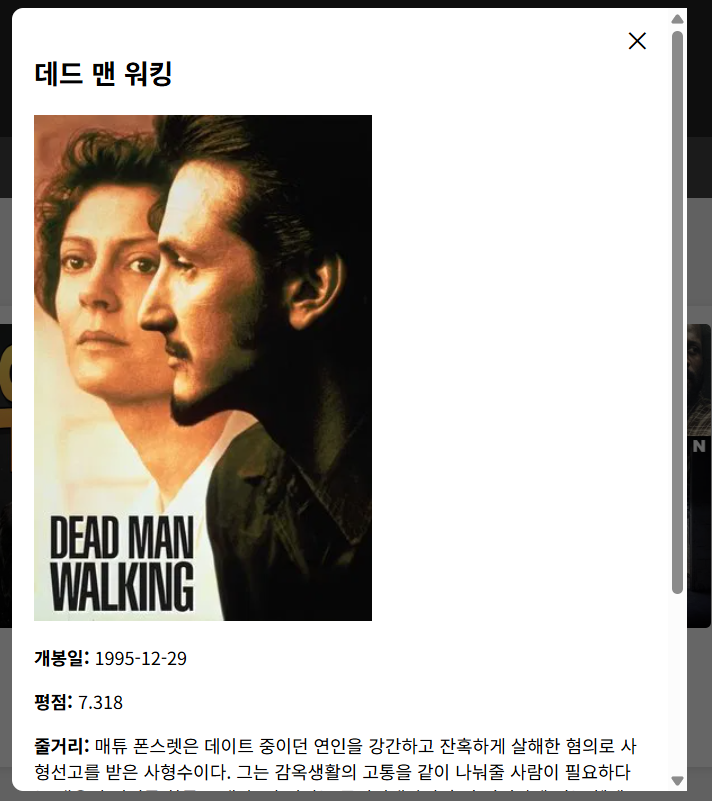 데드 맨 워킹
DEAD MAN
WALKING
N
개봉일: 1995-12-29
평점: 7.318
줄거리: 매튜 폰스렛은 데이트 중이던 연인을 강간하고 잔혹하게 살해한 혐의로 사
형선고를 받은 사형수이다. 그는 감옥생활의 고통을 같이 나눠줄 사람이 필요하다